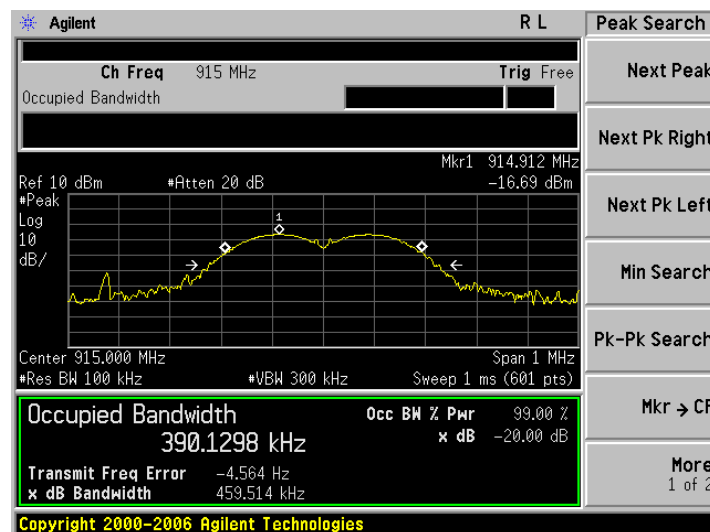 Agilent R L Peak Search
Ch Freq 915 MHz Trig Free
Occupied Bandwidth
Next Peak
Next Pk Right
Mkr1 914.912 MHz
Ref 10 dBm #Atten 20 dB -16.69 dBm
#Peak
Log
10
dB/
1
Next Pk Left
Min Search
Pk-Pk Search
Center 915.000 MHz Span 1 MHz
#Res BW 100 kHz #VBW 300 kHz Sweep 1 ms (601 pts)
Mkr → CF
Occupied Bandwidth Occ BW % Pwr 99.00 %
390.1298 kHz x dB -20.00 dB
Transmit Freq Error -4.564 Hz
x dB Bandwidth 459.514 kHz
More
1 of 2
Copyright 2000-2006 Agilent Technologies